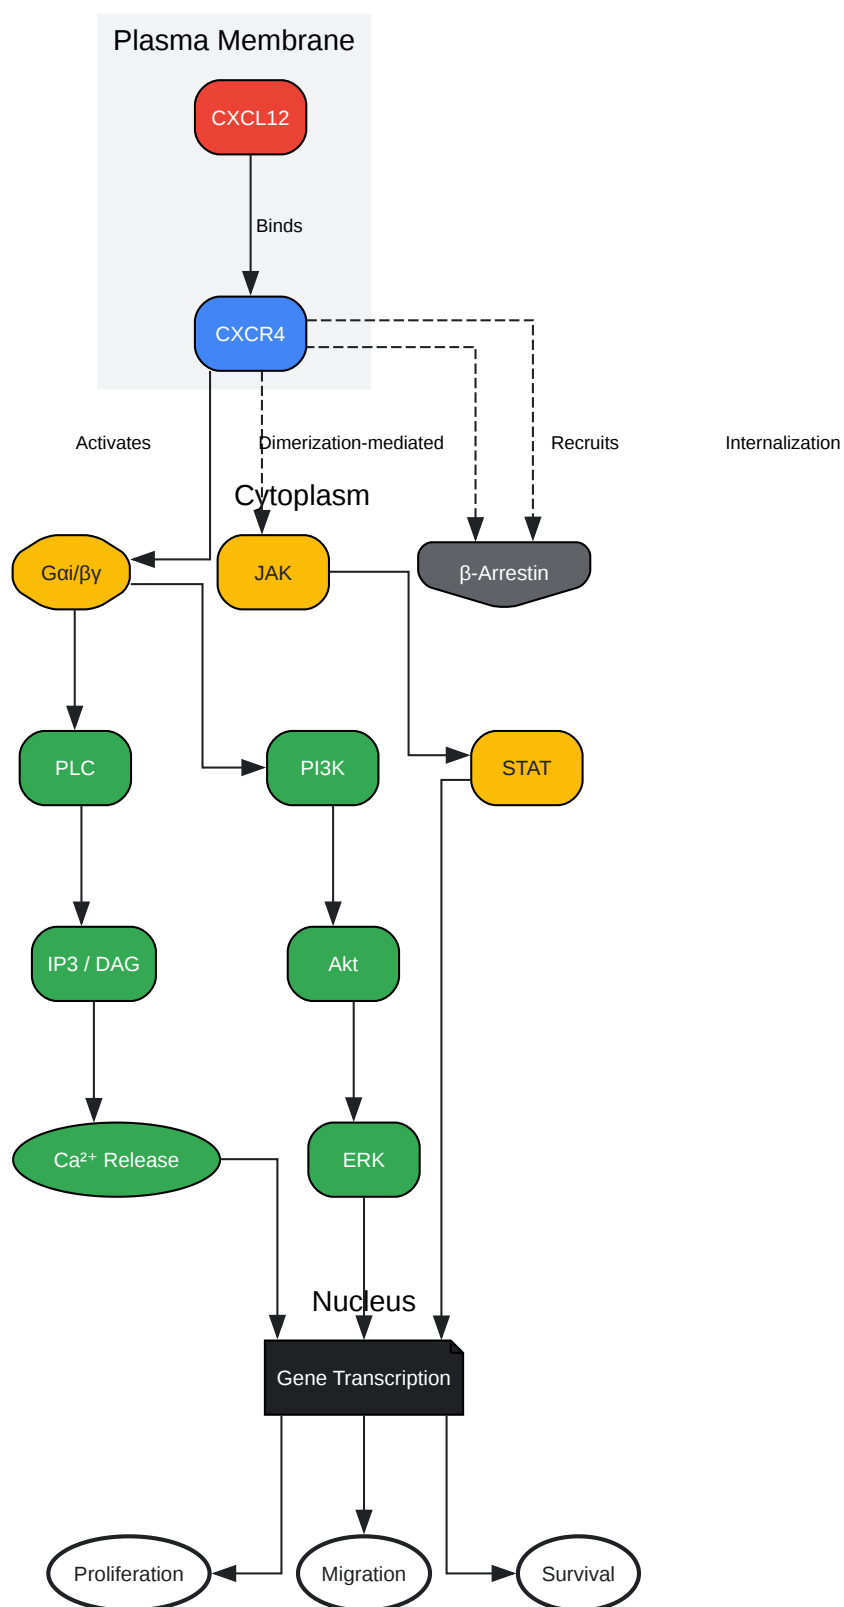 Plasma Membrane
CXCL12
Binds
CXCR4
Activates
Dimerization-mediated
Recruits
Internalization
Cytoplasm
Gαi/βγ
JAK
β-Arrestin
PLC
PI3K
STAT
IP3 / DAG
Akt
Ca²⁺ Release
ERK
Nucleus
Gene Transcription
Proliferation
Migration
Survival